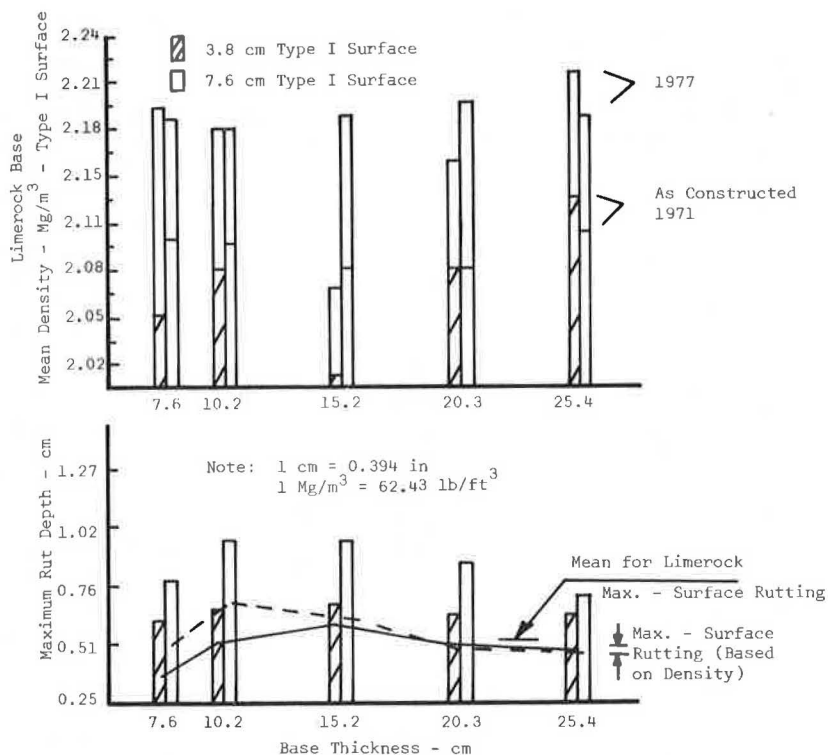 2.24
2.21
2.18
2.15
2.11
2.08
2.05
2.02
Limerock Base
Mean Density - Mg/m³ - Type I Surface
3.8 cm Type I Surface
7.6 cm Type I Surface
1977
As Constructed
1971
7.6 10.2 15.2 20.3 25.4
Maximum Rut Depth - cm
1.27
1.02
0.76
0.51
0.25
Note: 1 cm = 0.394 in
1 Mg/m³ = 62.43 lb/ft³
Mean for Limerock
Max. - Surface Rutting
Max. - Surface
Rutting (Based
on Density)
7.6 10.2 15.2 20.3 25.4
Base Thickness - cm